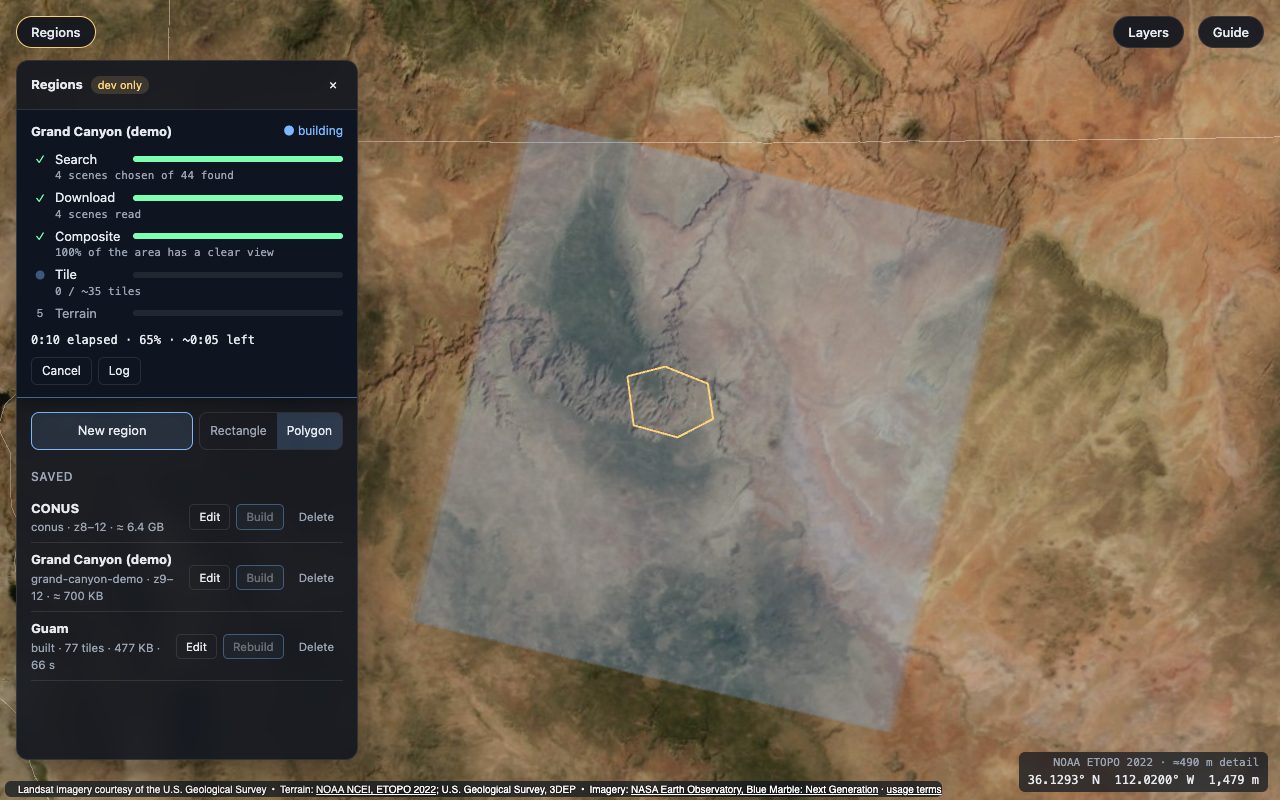 Regions
Layers
Guide
Regions dev only ×
Grand Canyon (demo) building
✓ Search
4 scenes chosen of 44 found
✓ Download
4 scenes read
✓ Composite
100% of the area has a clear view
Tile
0 / ~35 tiles
5 Terrain
0:10 elapsed · 65% · ~0:05 left
Cancel Log
New region Rectangle Polygon
SAVED
CONUS
conus · z8–12 · ≈ 6.4 GB
Edit Build Delete
Grand Canyon (demo)
grand-canyon-demo · z9–
12 · ≈ 700 KB
Edit Build Delete
Guam
built · 77 tiles · 477 KB ·
66 s
Edit Rebuild Delete
NOAA ETOPO 2022 · ≈490 m detail
36.1293° N 112.0200° W 1,479 m
Landsat imagery courtesy of the U.S. Geological Survey • Terrain: NOAA NCEI, ETOPO 2022; U.S. Geological Survey, 3DEP • Imagery: NASA Earth Observatory, Blue Marble: Next Generation · usage terms